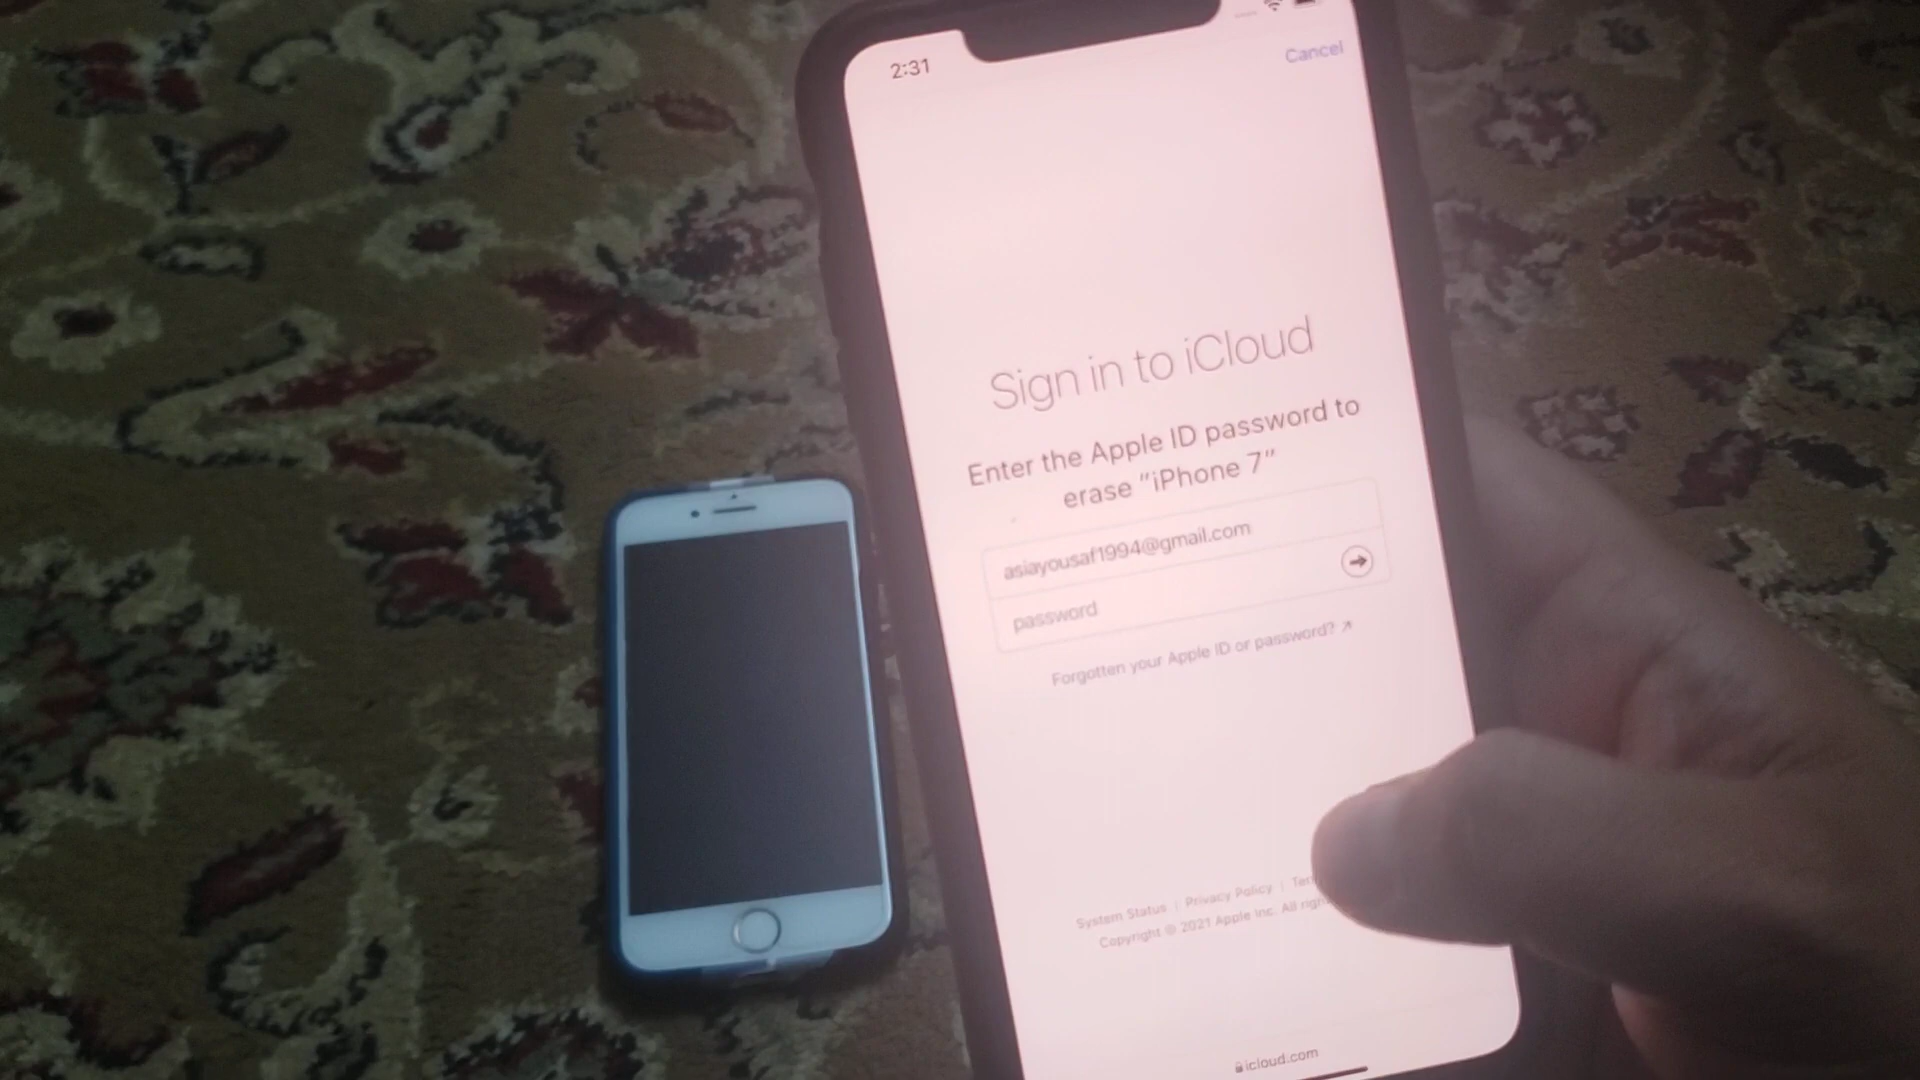 2:31
Cancel
Sign in to iCloud
Enter the Apple ID password to
erase "iPhone 7"
asiayousaf1994@gmail.com
password
Forgotten your Apple ID or password? ↗
System Status | Privacy Policy |
Copyright © 2021 Apple Inc. All
icloud.com